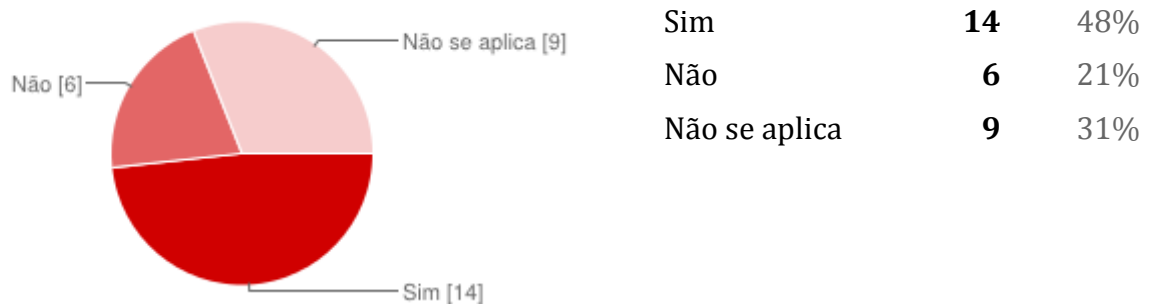 Não se aplica [9]
Não [6]
Sim [14]
Sim 14 48%
Não 6 21%
Não se aplica 9 31%